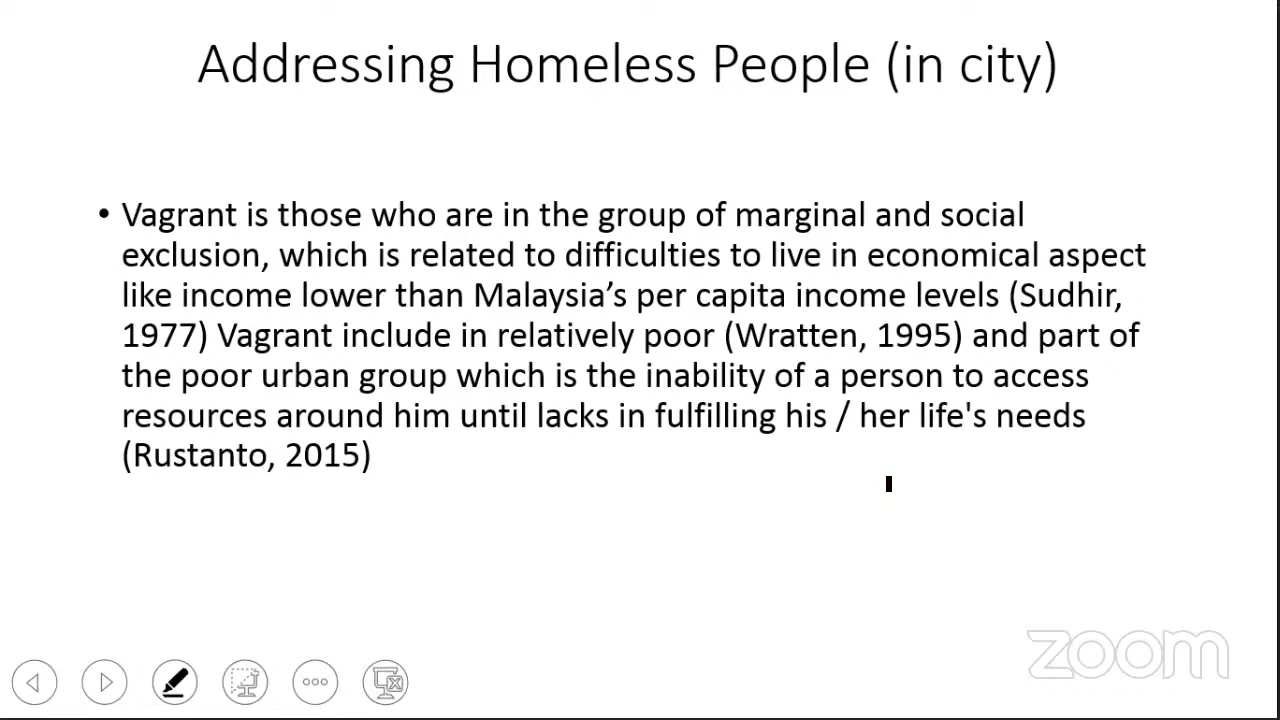 Addressing Homeless People (in city)
• Vagrant is those who are in the group of marginal and social
exclusion, which is related to difficulties to live in economical aspect
like income lower than Malaysia’s per capita income levels (Sudhir,
1977) Vagrant include in relatively poor (Wratten, 1995) and part of
the poor urban group which is the inability of a person to access
resources around him until lacks in fulfilling his / her life's needs
(Rustanto, 2015)
zoom